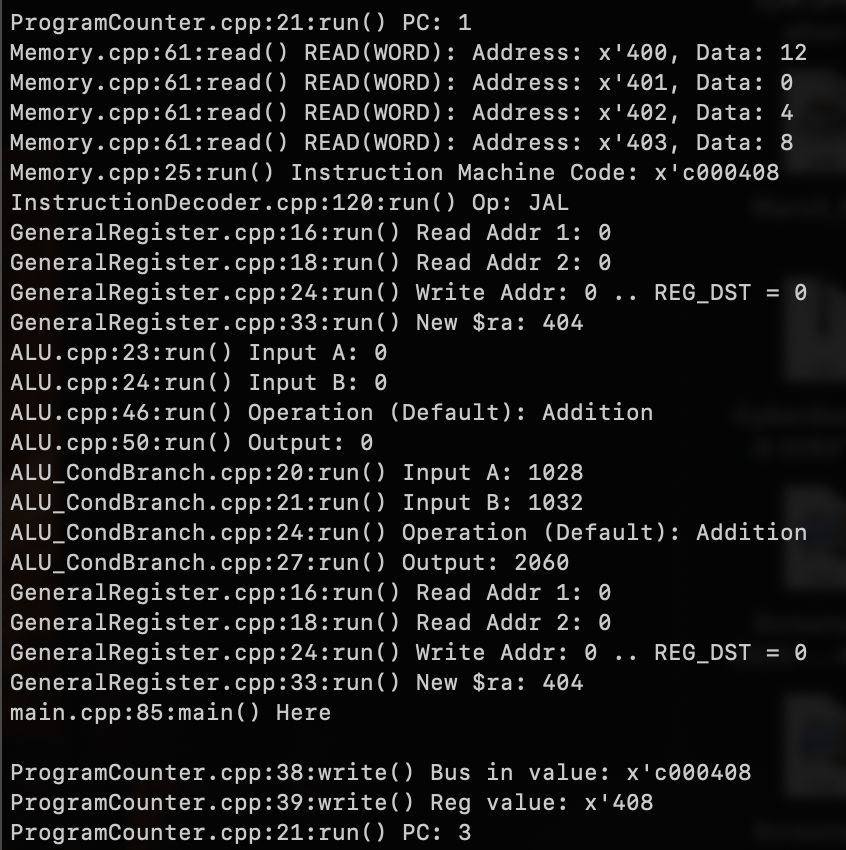 ProgramCounter.cpp:21:run() PC: 1
Memory.cpp:61:read() READ(WORD): Address: x'400, Data: 12
Memory.cpp:61:read() READ(WORD): Address: x'401, Data: 0
Memory.cpp:61:read() READ(WORD): Address: x'402, Data: 4
Memory.cpp:61:read() READ(WORD): Address: x'403, Data: 8
Memory.cpp:25:run() Instruction Machine Code: x'c000408
InstructionDecoder.cpp:120:run() Op: JAL
GeneralRegister.cpp:16:run() Read Addr 1: 0
GeneralRegister.cpp:18:run() Read Addr 2: 0
GeneralRegister.cpp:24:run() Write Addr: 0 .. REG_DST = 0
GeneralRegister.cpp:33:run() New $ra: 404
ALU.cpp:23:run() Input A: 0
ALU.cpp:24:run() Input B: 0
ALU.cpp:46:run() Operation (Default): Addition
ALU.cpp:50:run() Output: 0
ALU_CondBranch.cpp:20:run() Input A: 1028
ALU_CondBranch.cpp:21:run() Input B: 1032
ALU_CondBranch.cpp:24:run() Operation (Default): Addition
ALU_CondBranch.cpp:27:run() Output: 2060
GeneralRegister.cpp:16:run() Read Addr 1: 0
GeneralRegister.cpp:18:run() Read Addr 2: 0
GeneralRegister.cpp:24:run() Write Addr: 0 .. REG_DST = 0
GeneralRegister.cpp:33:run() New $ra: 404
main.cpp:85:main() Here
ProgramCounter.cpp:38:write() Bus in value: x'c000408
ProgramCounter.cpp:39:write() Reg value: x'408
ProgramCounter.cpp:21:run() PC: 3